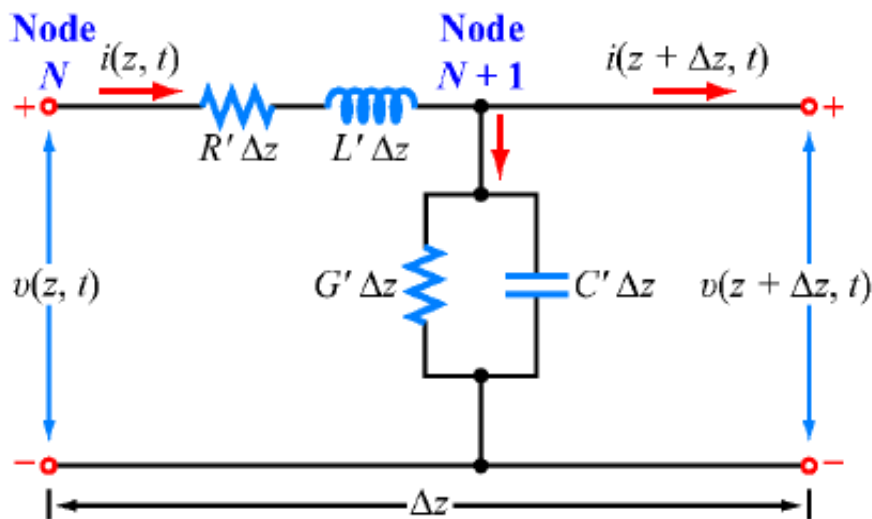 Node
N
i(z, t)
Node
N + 1
i(z + Δz, t)
+
+
R′ Δz
L′ Δz
υ(z, t)
G′ Δz
C′ Δz
υ(z + Δz, t)
−
−
Δz